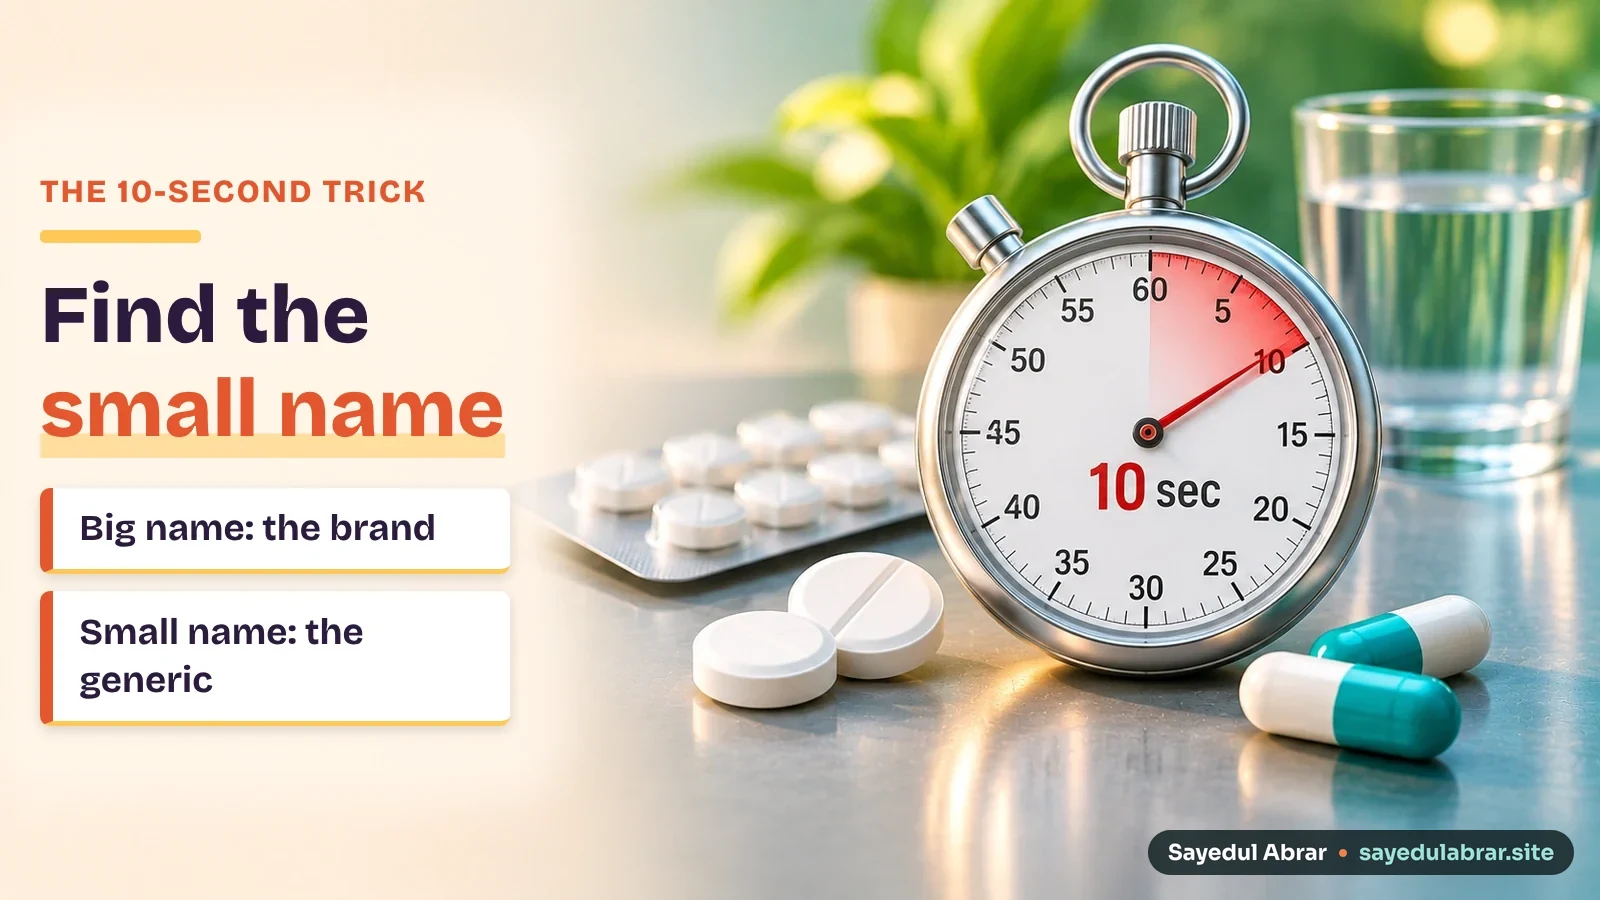 THE 10-SECOND TRICK
Find the
small name
Big name: the brand
Small name: the
generic
60
5
10
15
20
25
30
35
40
45
50
55
10 sec
Sayedul Abrar • sayedulabrar.site